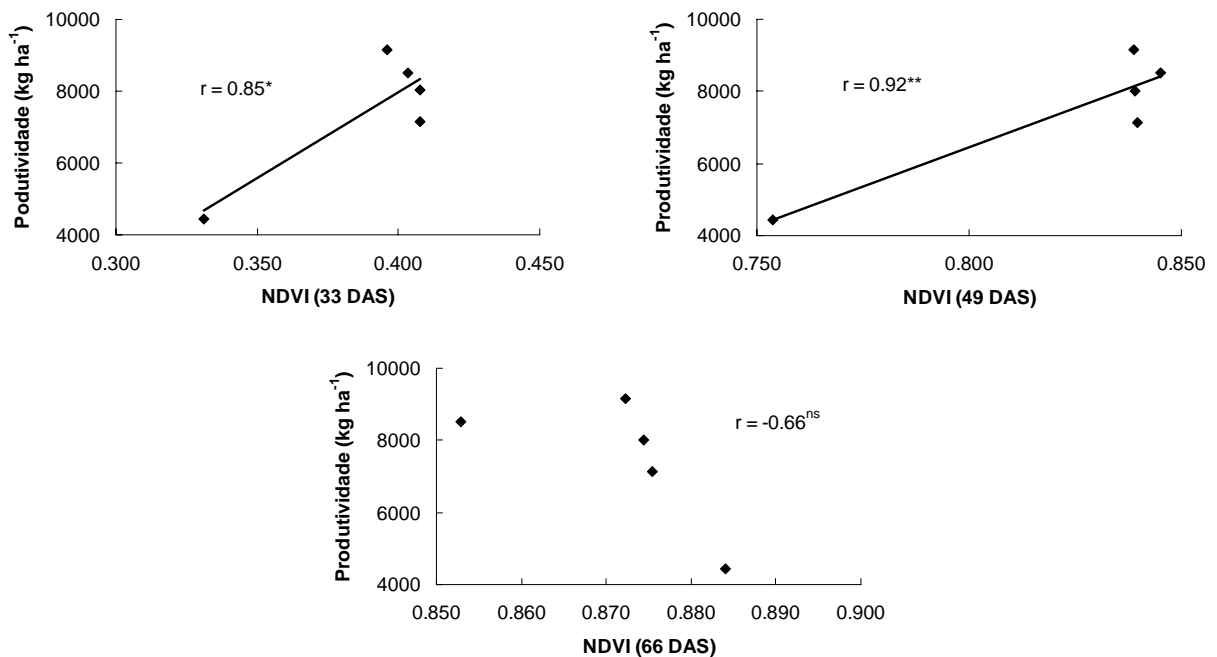 10000
8000
6000
4000
Podutividade (kg ha⁻¹)
r = 0.85*
0.300 0.350 0.400 0.450
NDVI (33 DAS)
10000
8000
6000
4000
Produtividade (kg ha⁻¹)
r = 0.92**
0.750 0.800 0.850
NDVI (49 DAS)
10000
8000
6000
4000
Produtividade (kg ha⁻¹)
r = -0.66ⁿˢ
0.850 0.860 0.870 0.880 0.890 0.900
NDVI (66 DAS)